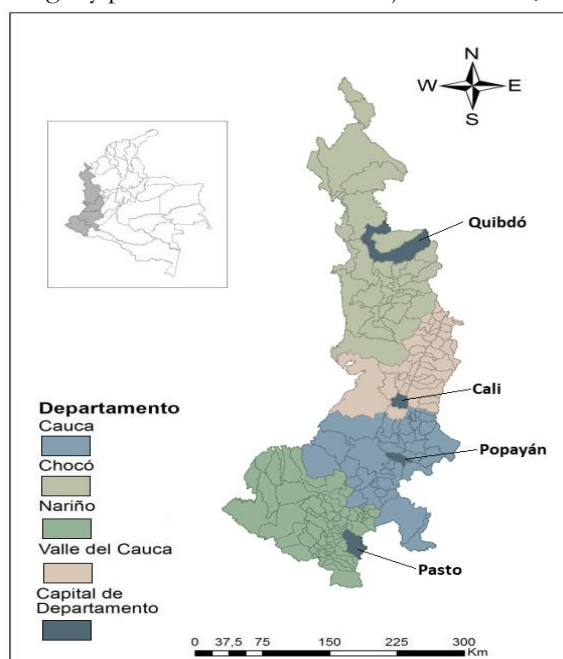 N
W E
S
Quibdó
Cali
Popayán
Pasto
Departamento
Cauca
Chocó
Nariño
Valle del Cauca
Capital de
Departamento
0 37,5 75 150 225 300
Km